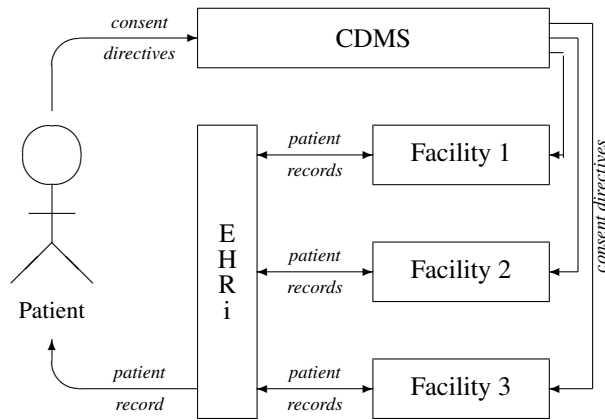 consent
directives
CDMS
patient
records
Facility 1
E
H
R
i
patient
records
Facility 2
consent directives
Patient
patient
record
patient
records
Facility 3